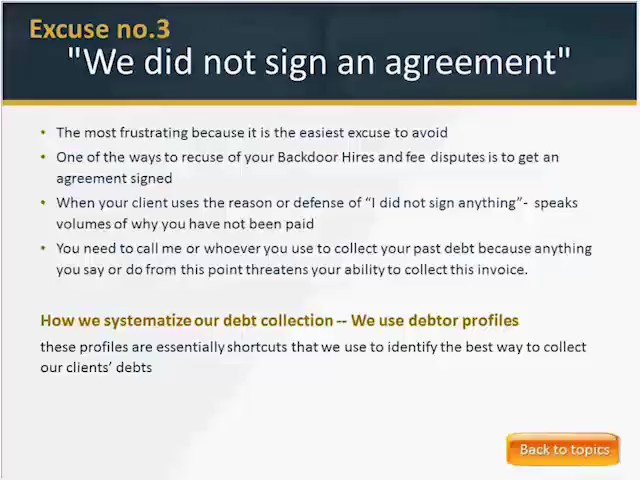 Excuse no.3
"We did not sign an agreement"
• The most frustrating because it is the easiest excuse to avoid
• One of the ways to recuse of your Backdoor Hires and fee disputes is to get an
agreement signed
• When your client uses the reason or defense of “I did not sign anything”- speaks
volumes of why you have not been paid
• You need to call me or whoever you use to collect your past debt because anything
you say or do from this point threatens your ability to collect this invoice.
How we systematize our debt collection -- We use debtor profiles
these profiles are essentially shortcuts that we use to identify the best way to collect
our clients’ debts
Back to topics